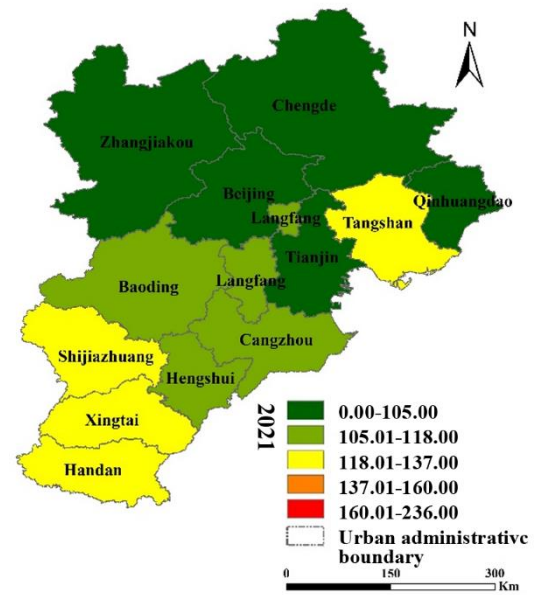 N
Chengde
Zhangjiakou
Beijing
Qinhuangdao
Langfang
Tangshan
Tianjin
Baoding
Langfang
Cangzhou
Shijiazhuang
Hengshui
Xingtai
Handan
2021
0.00-105.00
105.01-118.00
118.01-137.00
137.01-160.00
160.01-236.00
Urban administrative
boundary
0 150 300
Km